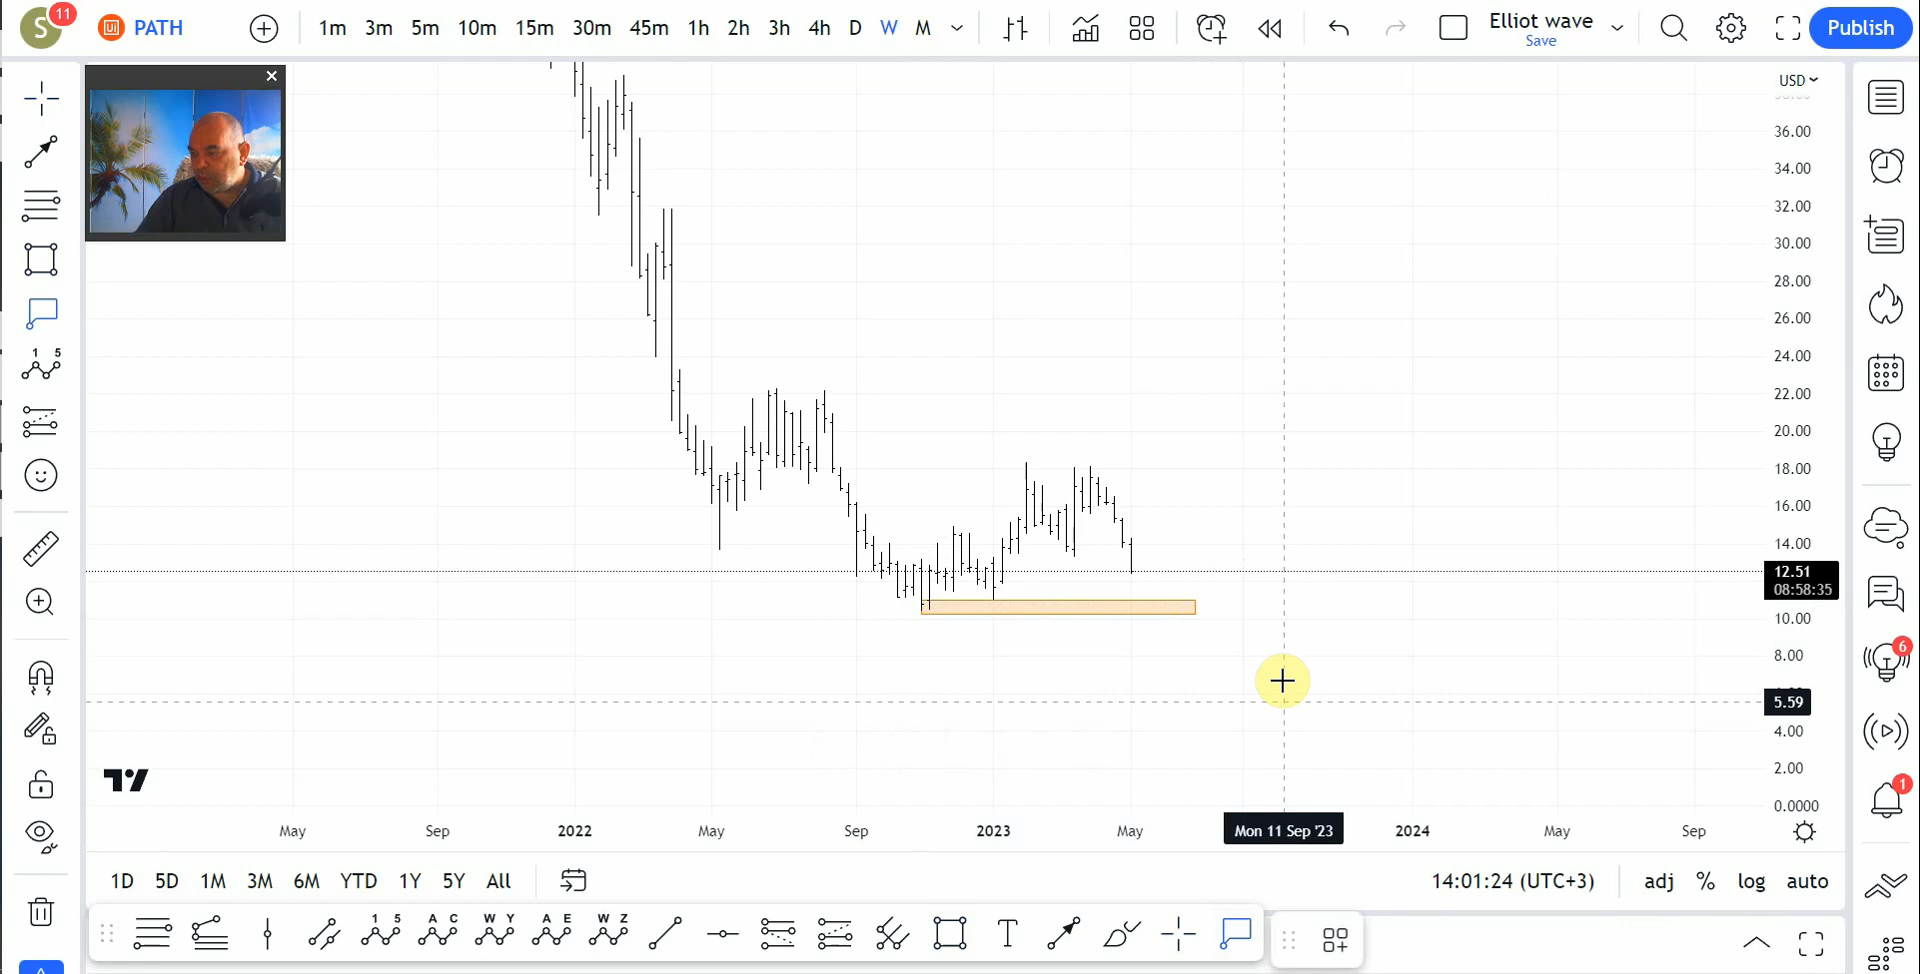 S
11
PATH
1m 3m 5m 10m 15m 30m 45m 1h 2h 3h 4h D W M
Elliot wave
Save
Publish
USD
36.00
34.00
32.00
30.00
28.00
26.00
24.00
22.00
20.00
18.00
16.00
14.00
12.51
08:58:35
10.00
8.00
5.59
4.00
2.00
0.0000
1 5
6
1
May Sep 2022 May Sep 2023 May Mon 11 Sep '23 2024 May Sep
1D 5D 1M 3M 6M YTD 1Y 5Y All
14:01:24 (UTC+3) adj % log auto
1 5 A C W Y A E W Z T